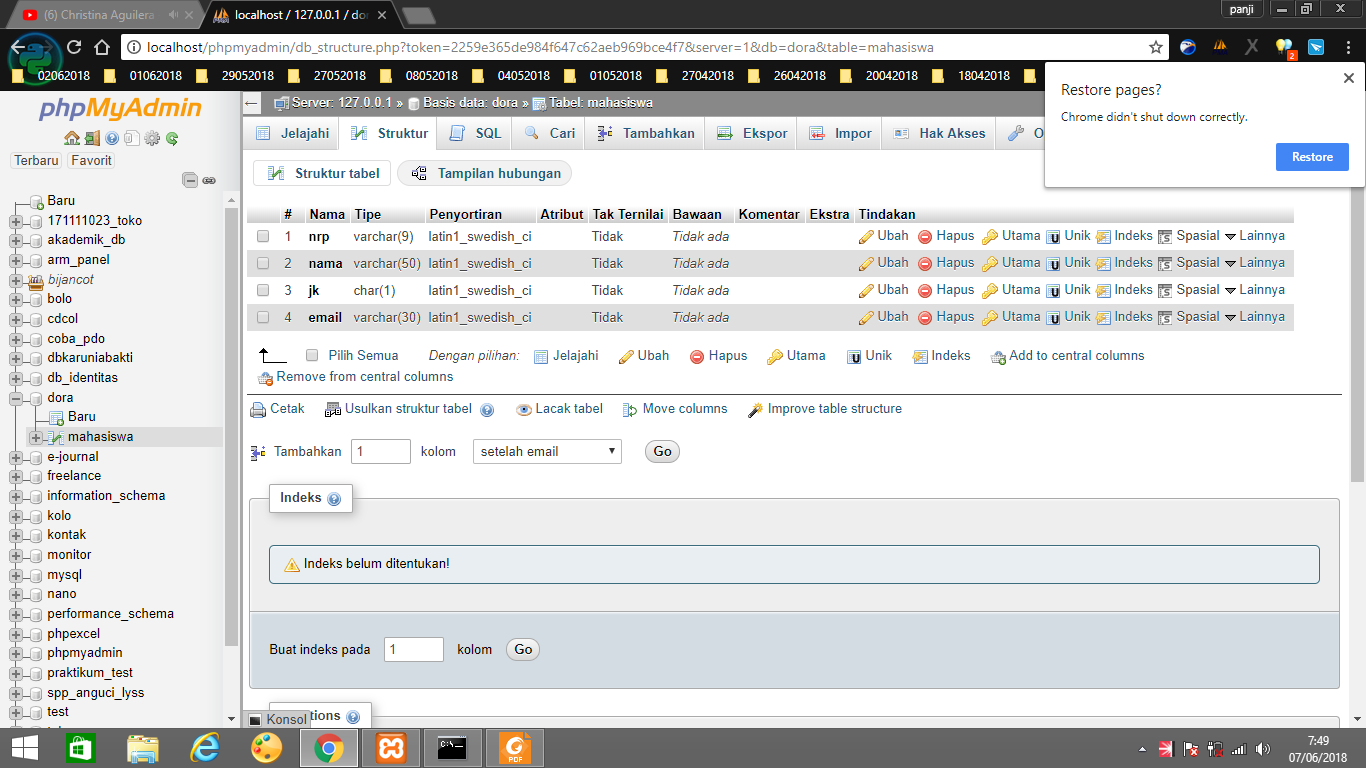 (6) Christina Aguilera
localhost / 127.0.0.1 / dor
panji
localhost/phpmyadmin/db_structure.php?token=2259e365de984f647c62aeb969bce4f7&server=1&db=dora&table=mahasiswa
2
02062018 01062018 29052018 27052018 08052018 04052018 01052018 27042018 26042018 20042018 18042018
Restore pages?
Chrome didn't shut down correctly.
Restore
phpMyAdmin
Terbaru Favorit
Baru
171111023_toko
akademik_db
arm_panel
bijancot
bolo
cdcol
coba_pdo
dbkaruniabakti
db_identitas
dora
Baru
mahasiswa
e-journal
freelance
information_schema
kolo
kontak
monitor
mysql
nano
performance_schema
phpexcel
phpmyadmin
praktikum_test
spp_anguci_lyss
test
Server: 127.0.0.1 » Basis data: dora » Tabel: mahasiswa
Jelajahi Struktur SQL Cari Tambahkan Ekspor Impor Hak Akses O
Struktur tabel Tampilan hubungan
# Nama Tipe Penyortiran Atribut Tak Ternilai Bawaan Komentar Ekstra Tindakan
1 nrp varchar(9) latin1_swedish_ci Tidak Tidak ada Ubah Hapus Utama Unik Indeks Spasial Lainnya
2 nama varchar(50) latin1_swedish_ci Tidak Tidak ada Ubah Hapus Utama Unik Indeks Spasial Lainnya
3 jk char(1) latin1_swedish_ci Tidak Tidak ada Ubah Hapus Utama Unik Indeks Spasial Lainnya
4 email varchar(30) latin1_swedish_ci Tidak Tidak ada Ubah Hapus Utama Unik Indeks Spasial Lainnya
Pilih Semua Dengan pilihan: Jelajahi Ubah Hapus Utama Unik Indeks Add to central columns
Remove from central columns
Cetak Usulkan struktur tabel Lacak tabel Move columns Improve table structure
Tambahkan 1 kolom setelah email Go
Indeks
Indeks belum ditentukan!
Buat indeks pada 1 kolom Go
tions
Konsol
PDF
7:49
07/06/2018